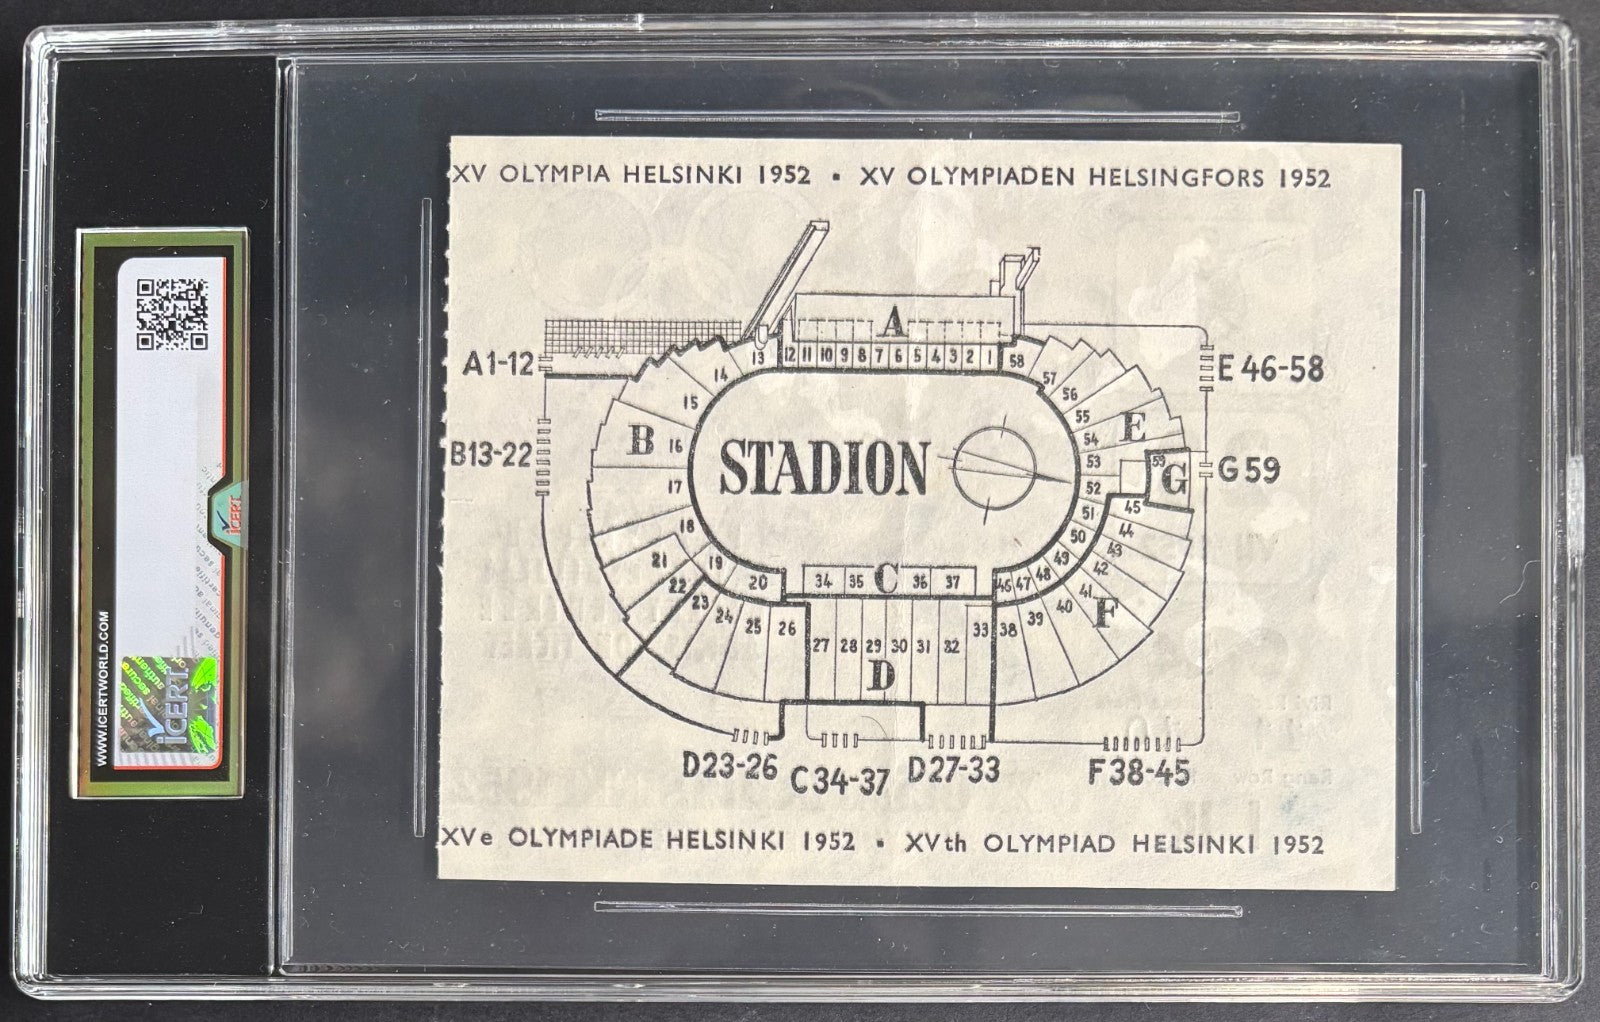 XV OLYMPIA HELSINKI 1952 • XV OLYMPIADEN HELSINGFORS 1952
A
A1-12
13 12 11 10 9 8 7 6 5 4 3 2 1 58
E 46-58
14
57
56
15
55
B
16
STADION
54
E
B13-22
53
59
G
G59
17
52
45
51
44
18
50
43
21
19
49
42
22
20
34
35
C
36
37
46
47
48
41
23
40
F
24
39
25
26
27
28
29
30
31
32
33
38
D
D23-26
C34-37
D27-33
F38-45
XVe OLYMPIADE HELSINKI 1952 • XVth OLYMPIAD HELSINKI 1952
WWW.ICERTWORLD.COM
iCERT
iCERT